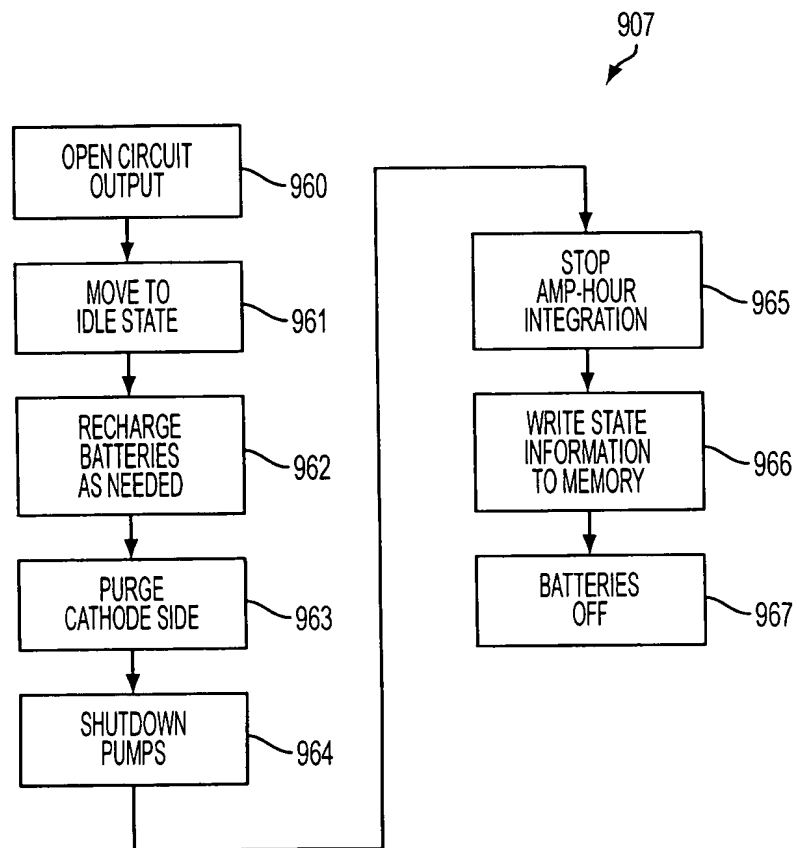 907
OPEN CIRCUIT
OUTPUT
960
MOVE TO
IDLE STATE
961
RECHARGE
BATTERIES
AS NEEDED
962
PURGE
CATHODE SIDE
963
SHUTDOWN
PUMPS
964
STOP
AMP-HOUR
INTEGRATION
965
WRITE STATE
INFORMATION
TO MEMORY
966
BATTERIES
OFF
967